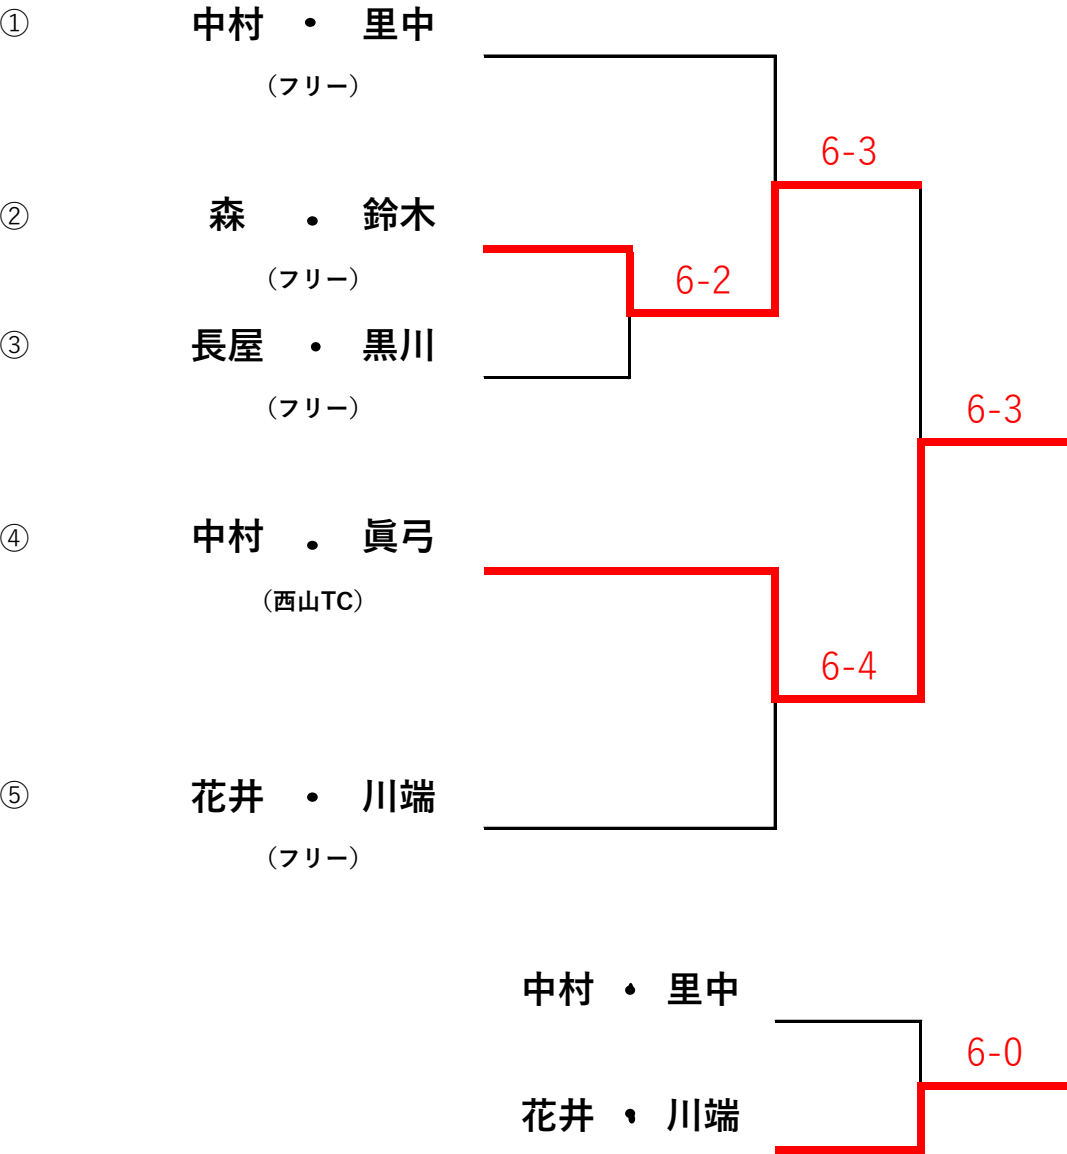 ① 中村 ・ 里中
（フリー）
6-3
② 森 ・ 鈴木
（フリー）
6-2
③ 長屋 ・ 黒川
（フリー）
6-3
④ 中村 ・ 眞弓
（西山TC）
6-4
⑤ 花井 ・ 川端
（フリー）
中村 ・ 里中
6-0
花井 ・ 川端